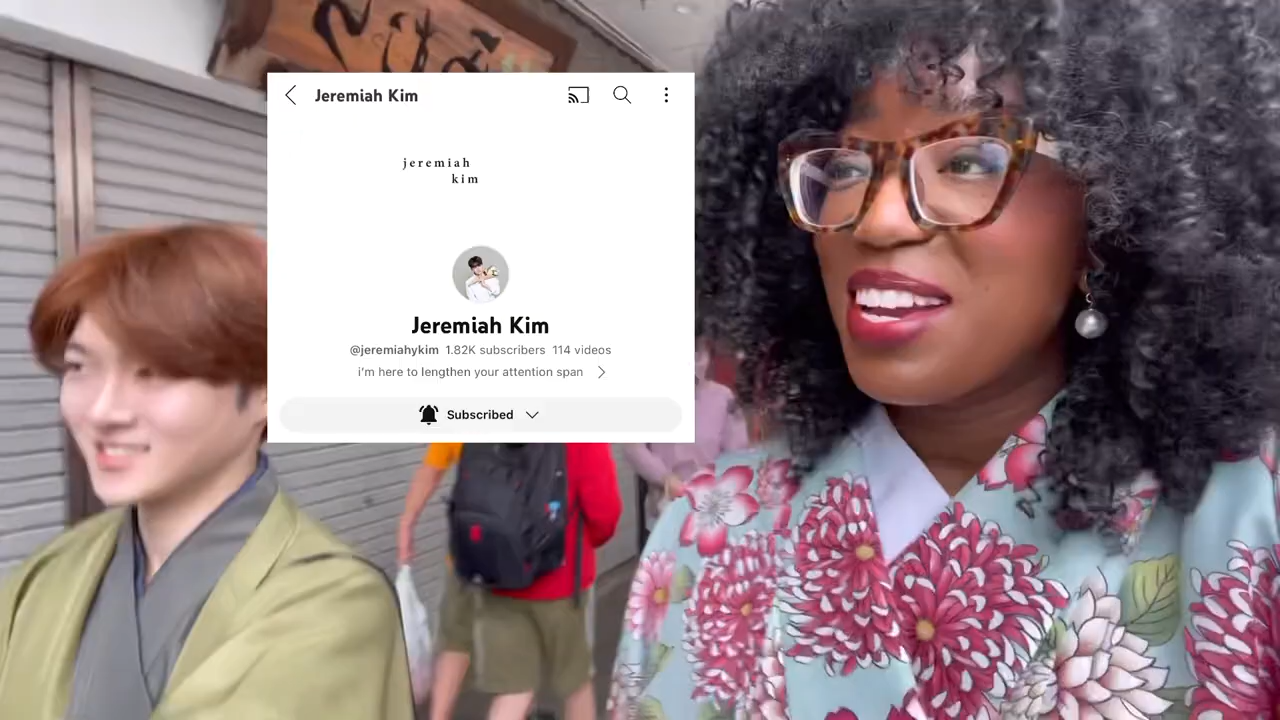 Jeremiah Kim
jeremiah
kim
Jeremiah Kim
@jeremiahykim 1.82K subscribers 114 videos
i'm here to lengthen your attention span
Subscribed